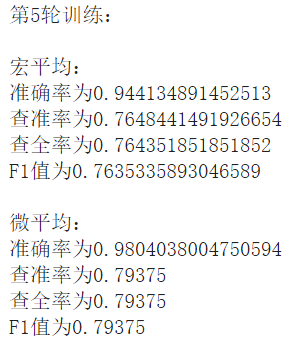 第5轮训练:
宏平均:
准确率为0.944134891452513
查准率为0.7648441491926654
查全率为0.764351851851852
F1值为0.7635335893046589
微平均:
准确率为0.9804038004750594
查准率为0.79375
查全率为0.79375
F1值为0.79375